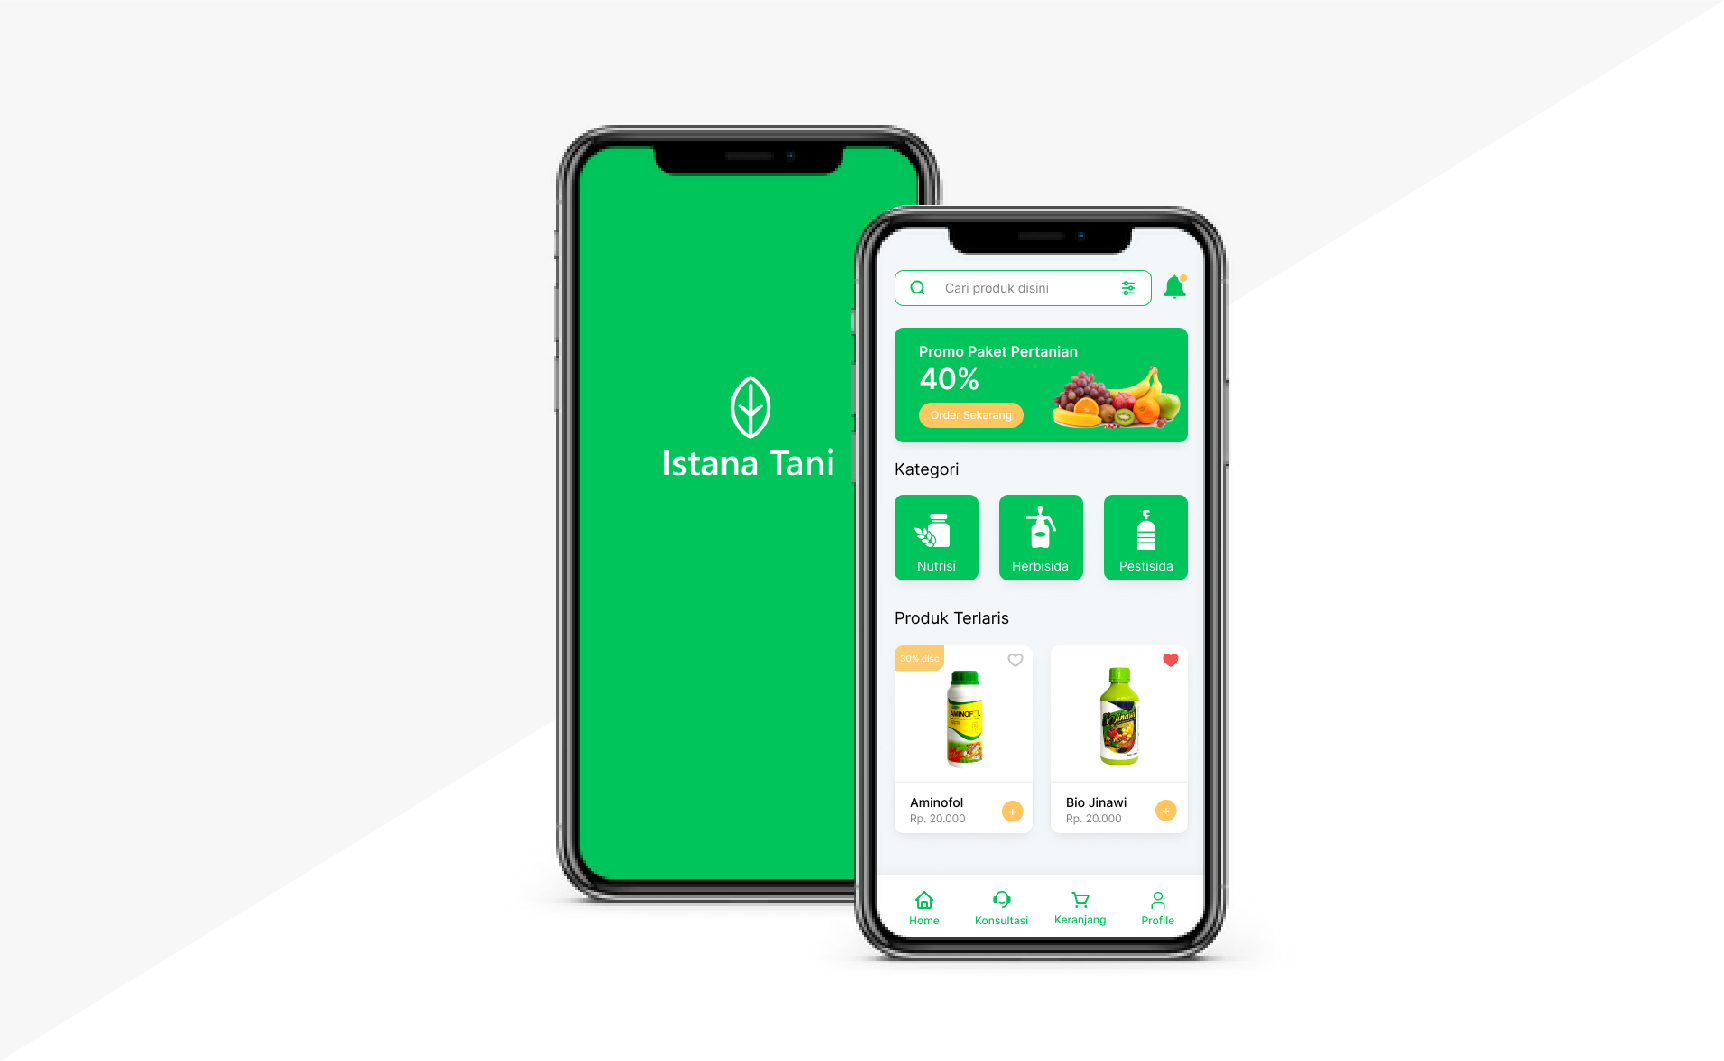 Istana Tani
Cari produk disini
Promo Paket Pertanian
40%
Order Sekarang
Kategori
Nutrisi
Herbisida
Pestisida
Produk Terlaris
30% disc
AMINOFOL
Aminofol
Rp. 20.000
+
Bio Jinawi
Rp. 20.000
+
Home
Konsultasi
Keranjang
Profile